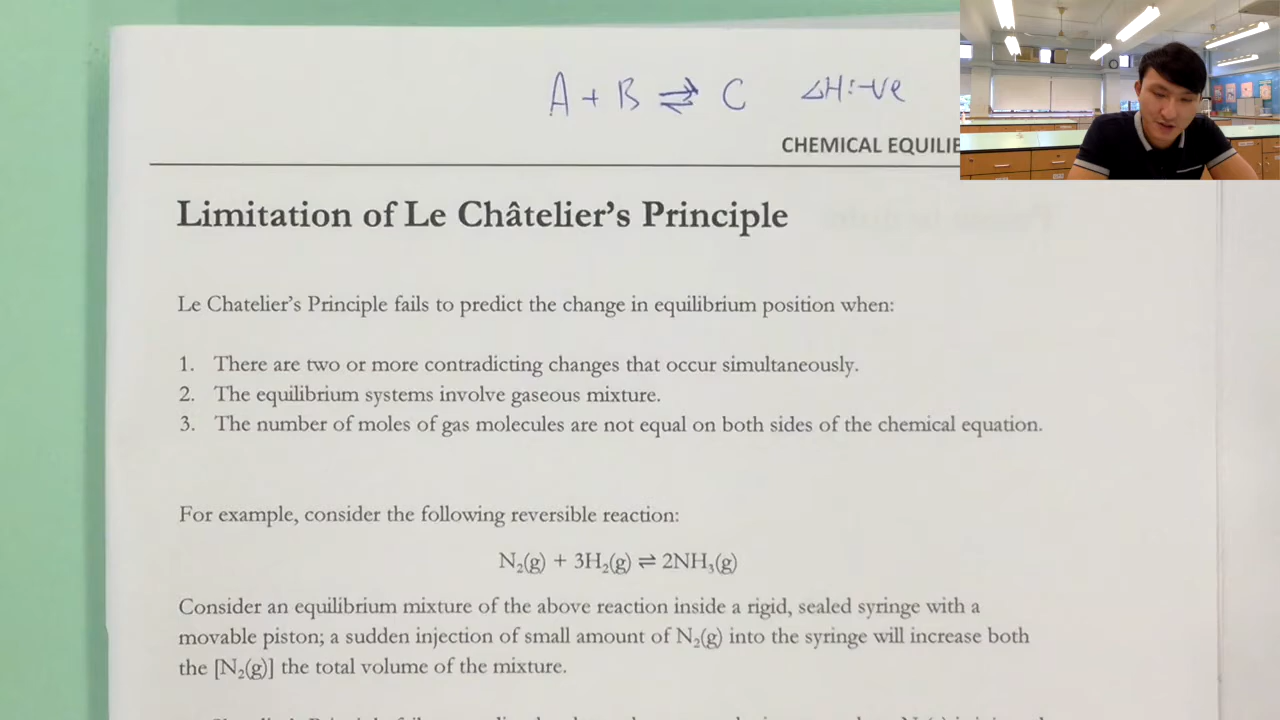 A + B ⇌ C ΔH: -ve
CHEMICAL
Limitation of Le Châtelier's Principle
Le Chatelier's Principle fails to predict the change in equilibrium position when:
1. There are two or more contradicting changes that occur simultaneously.
2. The equilibrium systems involve gaseous mixture.
3. The number of moles of gas molecules are not equal on both sides of the chemical equation.
For example, consider the following reversible reaction:
N₂(g) + 3H₂(g) ⇌ 2NH₃(g)
Consider an equilibrium mixture of the above reaction inside a rigid, sealed syringe with a
movable piston; a sudden injection of small amount of N₂(g) into the syringe will increase both
the [N₂(g)] the total volume of the mixture.